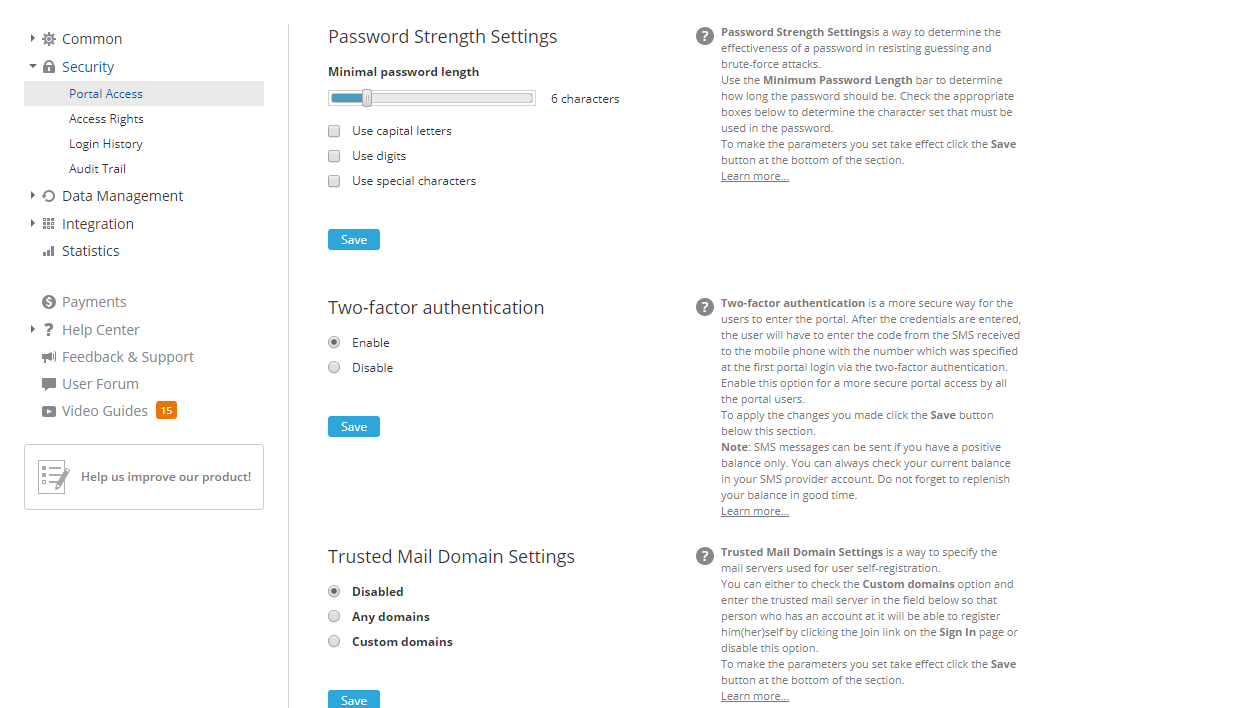 Common
Security
Portal Access
Access Rights
Login History
Audit Trail
Data Management
Integration
Statistics
Payments
Help Center
Feedback & Support
User Forum
Video Guides 15
Help us improve our product!
Password Strength Settings
Minimal password length
6 characters
Use capital letters
Use digits
Use special characters
Save
Password Strength Settingsis a way to determine the
effectiveness of a password in resisting guessing and
brute-force attacks.
Use the Minimum Password Length bar to determine
how long the password should be. Check the appropriate
boxes below to determine the character set that must be
used in the password.
To make the parameters you set take effect click the Save
button at the bottom of the section.
Learn more...
Two-factor authentication
Enable
Disable
Save
Two-factor authentication is a more secure way for the
users to enter the portal. After the credentials are entered,
the user will have to enter the code from the SMS received
to the mobile phone with the number which was specified
at the first portal login via the two-factor authentication.
Enable this option for a more secure portal access by all
the portal users.
To apply the changes you made click the Save button
below this section.
Note: SMS messages can be sent if you have a positive
balance only. You can always check your current balance
in your SMS provider account. Do not forget to replenish
your balance in good time.
Learn more...
Trusted Mail Domain Settings
Disabled
Any domains
Custom domains
Save
Trusted Mail Domain Settings is a way to specify the
mail servers used for user self-registration.
You can either to check the Custom domains option and
enter the trusted mail server in the field below so that
person who has an account at it will be able to register
him(her)self by clicking the Join link on the Sign In page or
disable this option.
To make the parameters you set take effect click the Save
button at the bottom of the section.
Learn more...